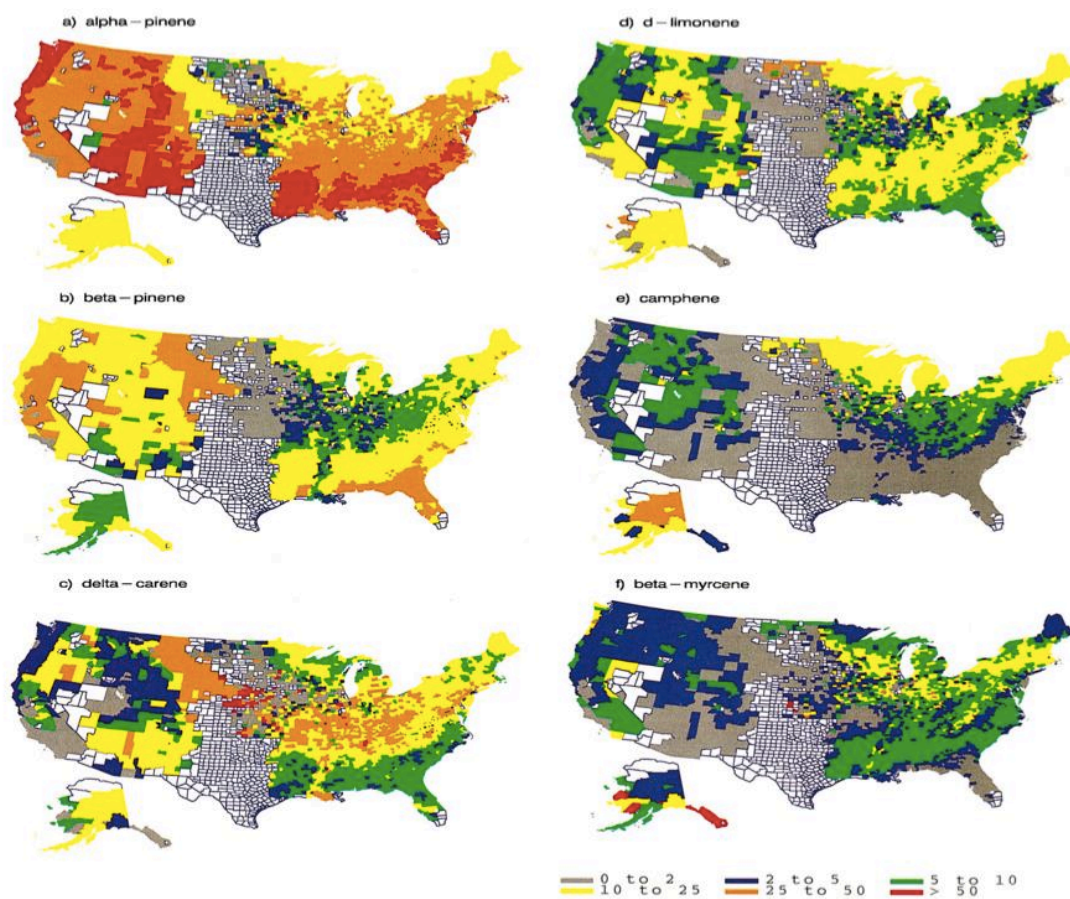 a) alpha – pinene
d) d – limonene
b) beta – pinene
e) camphene
c) delta – carene
f) beta – myrcene
0 to 2
2 to 5
5 to 10
10 to 25
25 to 50
> 50